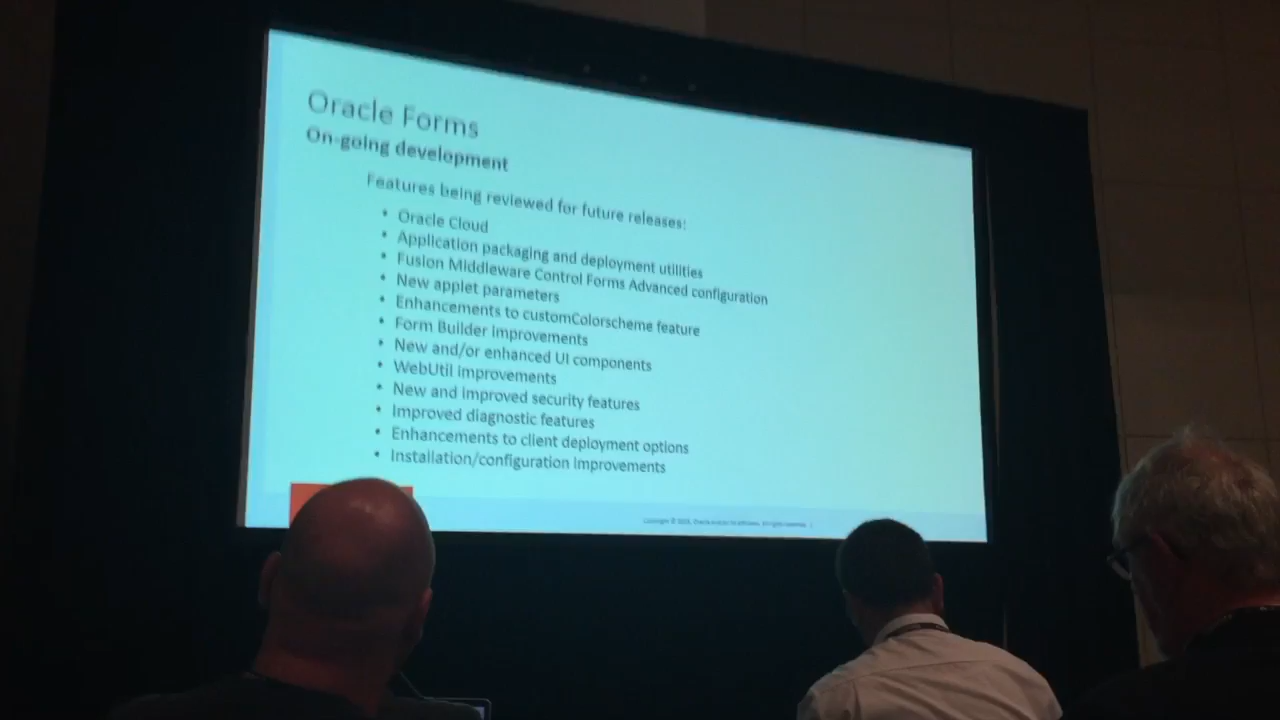 Oracle Forms
On-going development
Features being reviewed for future releases:
• Oracle Cloud
• Application packaging and deployment utilities
• Fusion Middleware Control Forms Advanced configuration
• New applet parameters
• Enhancements to customColorscheme feature
• Form Builder improvements
• New and/or enhanced UI components
• WebUtil improvements
• New and improved security features
• Improved diagnostic features
• Enhancements to client deployment options
• Installation/configuration improvements